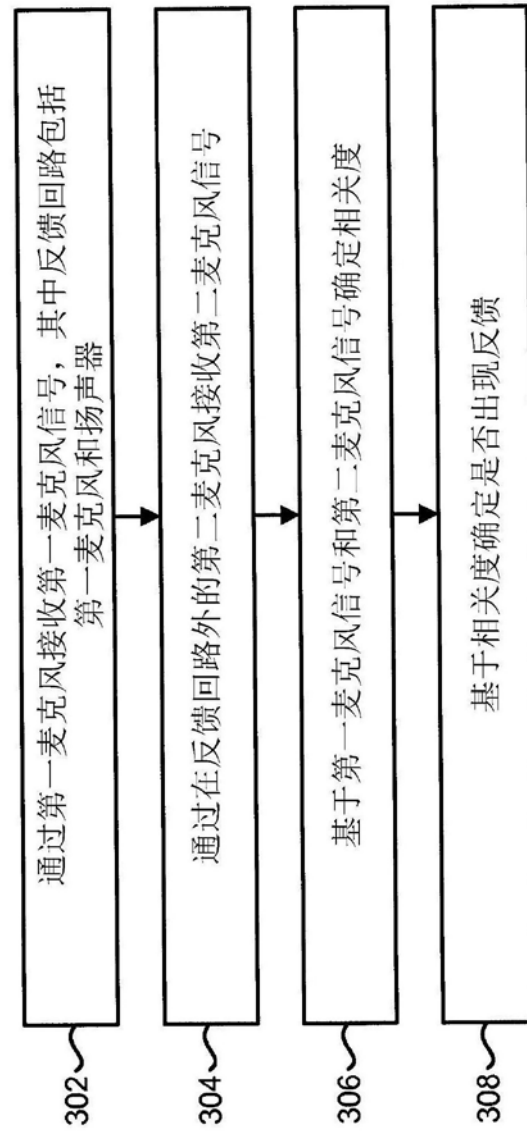 302
通过第一麦克风接收第一麦克风信号，其中反馈回路包括
第一麦克风和扬声器
304
通过在反馈回路外的第二麦克风接收第二麦克风信号
306
基于第一麦克风信号和第二麦克风信号确定相关度
308
基于相关度确定是否出现反馈